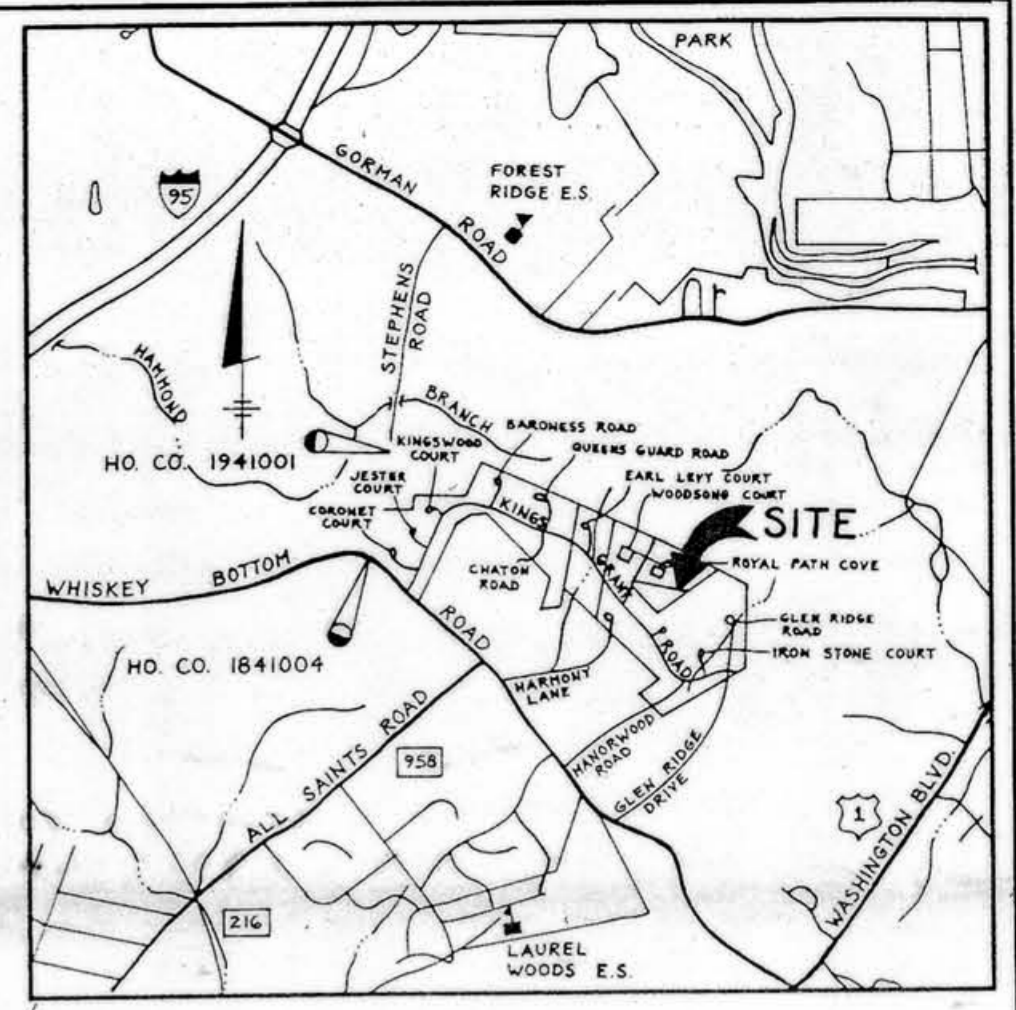 PARK
GORMAN ROAD
FOREST
RIDGE E.S.
95
STEPHENS
ROAD
HAMMOND
BRANCH
BARONESS ROAD
QUEENS GUARD ROAD
KINGSWOOD
COURT
HO. CO. 1941001
EARL LEVY COURT
WOODSONG COURT
JESTER
COURT
CORONET
COURT
KINGS
SITE
CHATON
ROAD
GRANT
ROAD
ROYAL PATH COVE
WHISKEY BOTTOM ROAD
GLEN RIDGE
ROAD
IRON STONE COURT
HO. CO. 1841004
HARMONY
LANE
MANORWOOD
ROAD
GLEN RIDGE
DRIVE
ALL SAINTS ROAD
958
1
WASHINGTON BLVD.
216
LAUREL
WOODS E.S.